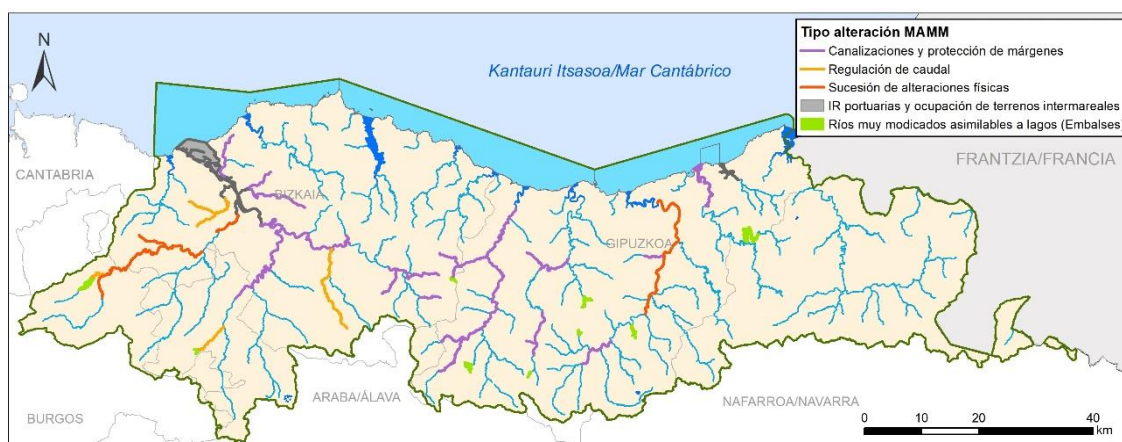 N
Kantauri Itsasoa/Mar Cantábrico
Tipo alteración MAMM
Canalizaciones y protección de márgenes
Regulación de caudal
Sucesión de alteraciones físicas
IR portuarias y ocupación de terrenos intermareales
Ríos muy modicados asimilables a lagos (Embalses)
FRANTZIA/FRANCIA
CANTABRIA
BIZKAIA
GIPUZKOA
ARABA/ÁLAVA
NAFARROA/NAVARRA
BURGOS
0 10 20 40
km